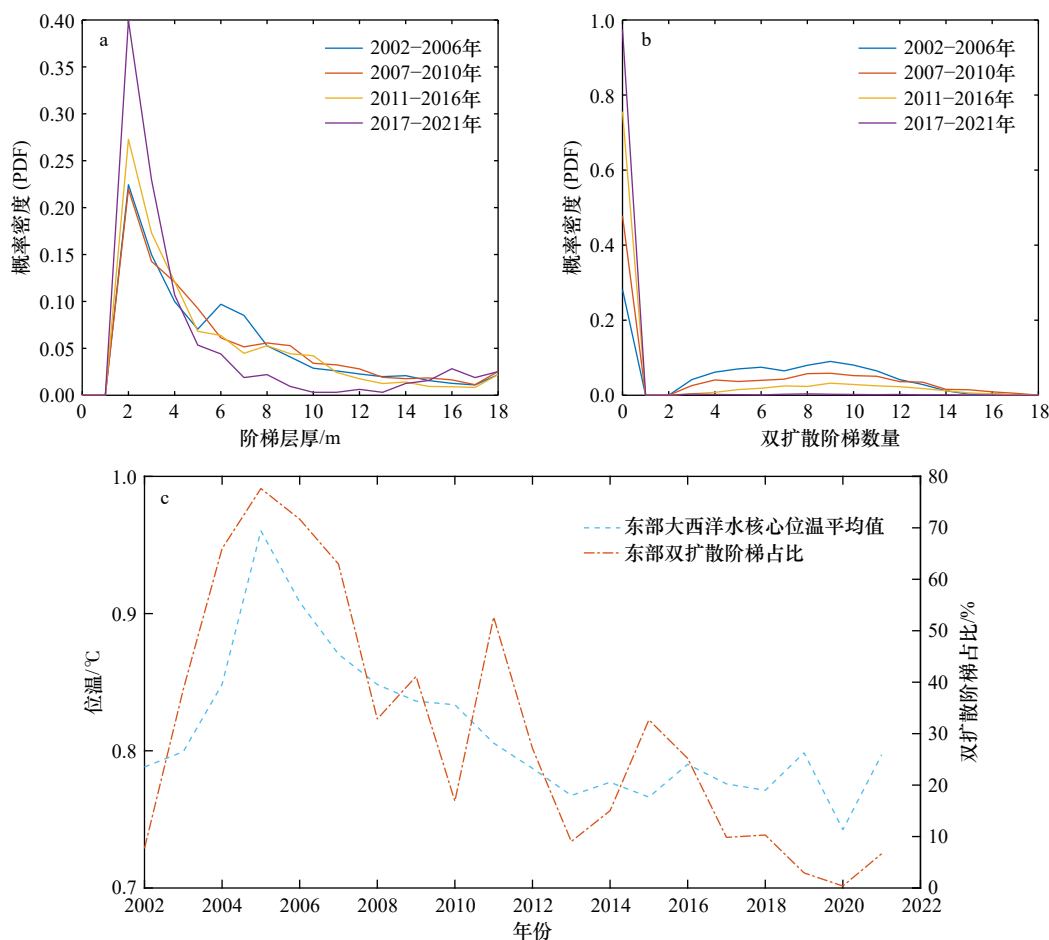 a
2002−2006年
2007−2010年
2011−2016年
2017−2021年
0.40
0.35
0.30
0.25
0.20
0.15
0.10
0.05
0.00
概率密度 (PDF)
0 2 4 6 8 10 12 14 16 18
阶梯层厚/m
b
2002−2006年
2007−2010年
2011−2016年
2017−2021年
1.0
0.8
0.6
0.4
0.2
0.0
概率密度 (PDF)
0 2 4 6 8 10 12 14 16 18
双扩散阶梯数量
c
东部大西洋水核心位温平均值
东部双扩散阶梯占比
1.0
0.9
0.8
0.7
位温/℃
80
70
60
50
40
30
20
10
0
双扩散阶梯占比/%
2002 2004 2006 2008 2010 2012 2014 2016 2018 2020 2022
年份